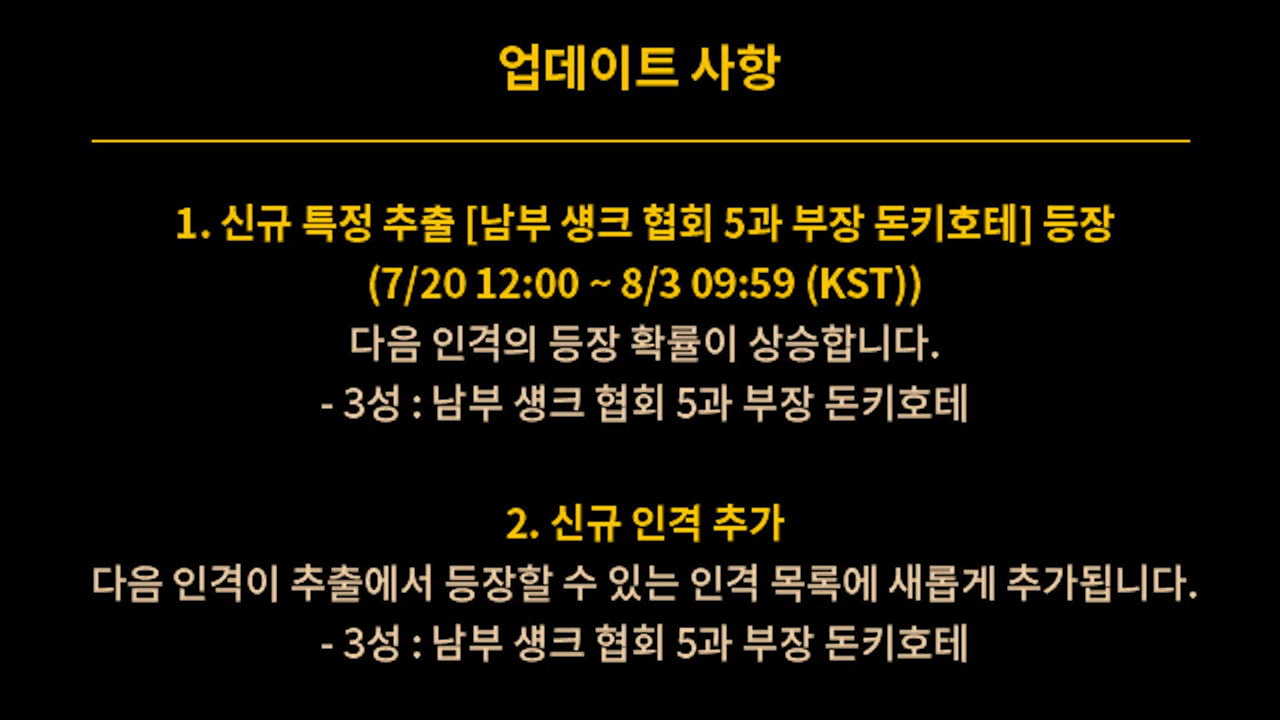 업데이트 사항
1. 신규 특정 추출 [남부 섕크 협회 5과 부장 돈키호테] 등장
(7/20 12:00 ~ 8/3 09:59 (KST))
다음 인격의 등장 확률이 상승합니다.
- 3성 : 남부 섕크 협회 5과 부장 돈키호테
2. 신규 인격 추가
다음 인격이 추출에서 등장할 수 있는 인격 목록에 새롭게 추가됩니다.
- 3성 : 남부 섕크 협회 5과 부장 돈키호테